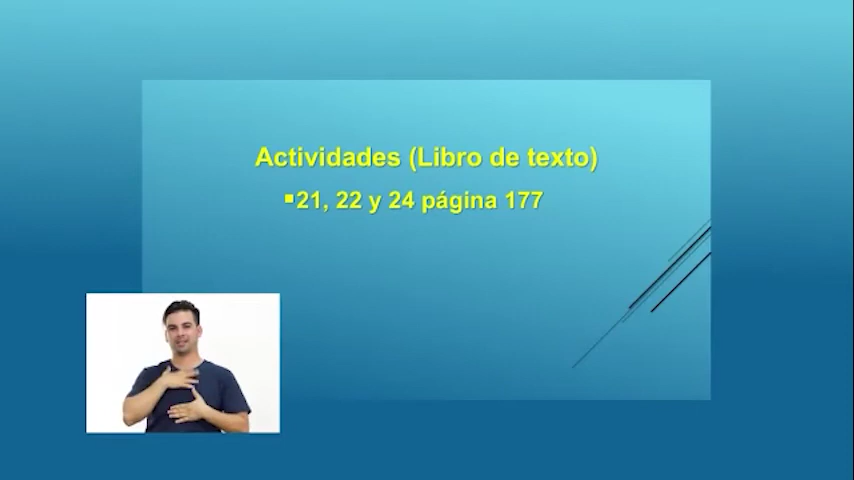 Actividades (Libro de texto)
▪21, 22 y 24 página 177